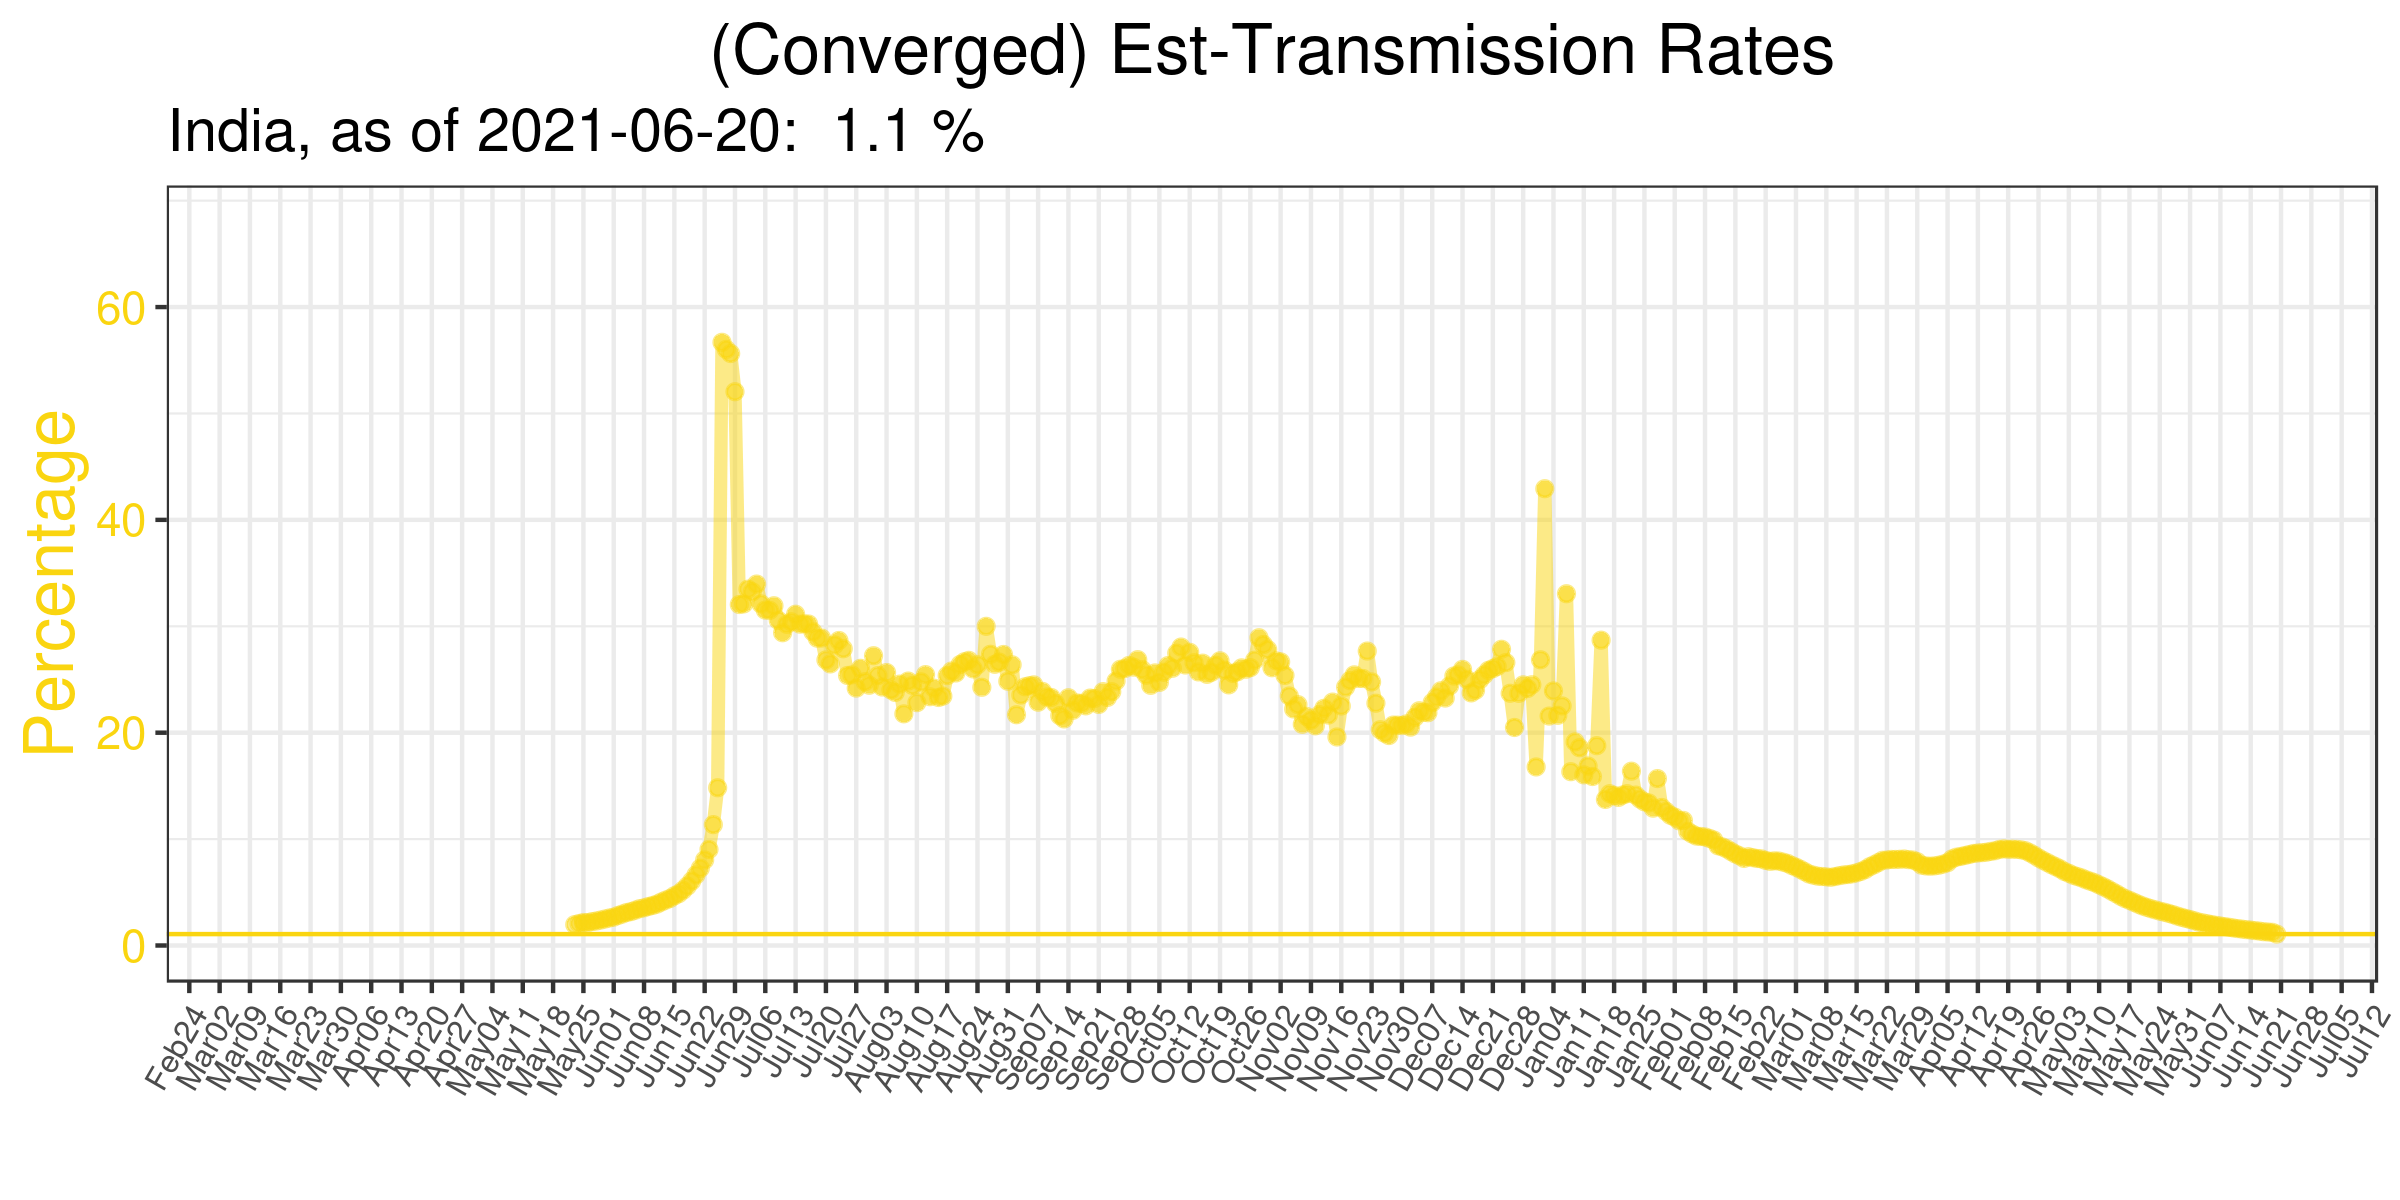 (Converged) Est-Transmission Rates
India, as of 2021-06-20:  1.1 %
Percentage
60
40
20
0
Feb24
Mar02
Mar09
Mar16
Mar23
Mar30
Apr06
Apr13
Apr20
Apr27
May04
May11
May18
May25
Jun01
Jun08
Jun15
Jun22
Jun29
Jul06
Jul13
Jul20
Jul27
Aug03
Aug10
Aug17
Aug24
Aug31
Sep07
Sep14
Sep21
Sep28
Oct05
Oct12
Oct19
Oct26
Nov02
Nov09
Nov16
Nov23
Nov30
Dec07
Dec14
Dec21
Dec28
Jan04
Jan11
Jan18
Jan25
Feb01
Feb08
Feb15
Feb22
Mar01
Mar08
Mar15
Mar22
Mar29
Apr05
Apr12
Apr19
Apr26
May03
May10
May17
May24
May31
Jun07
Jun14
Jun21
Jun28
Jul05
Jul12